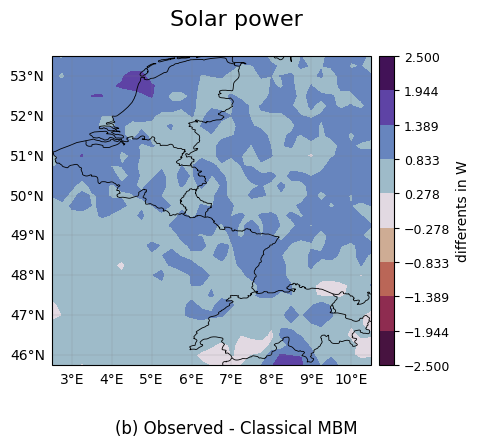 Solar power
53°N
52°N
51°N
50°N
49°N
48°N
47°N
46°N
3°E 4°E 5°E 6°E 7°E 8°E 9°E 10°E
2.500
1.944
1.389
0.833
0.278
−0.278
−0.833
−1.389
−1.944
−2.500
differents in W
(b) Observed - Classical MBM